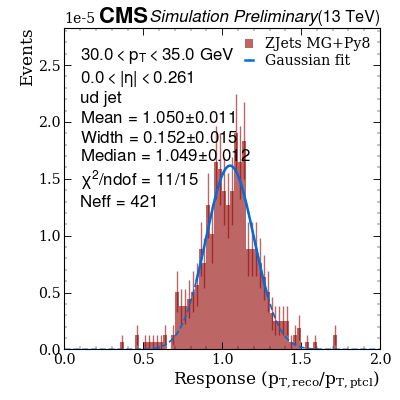 1e-5 CMS Simulation Preliminary (13 TeV)
Events
30.0 < p_T < 35.0 GeV
0.0 < |η| < 0.261
ud jet
Mean = 1.050±0.011
Width = 0.152±0.015
Median = 1.049±0.012
χ²/ndof = 11/15
Neff = 421
ZJets MG+Py8
Gaussian fit
2.5
2.0
1.5
1.0
0.5
0.0
0.0 0.5 1.0 1.5 2.0
Response (p_T,reco/p_T,ptcl)